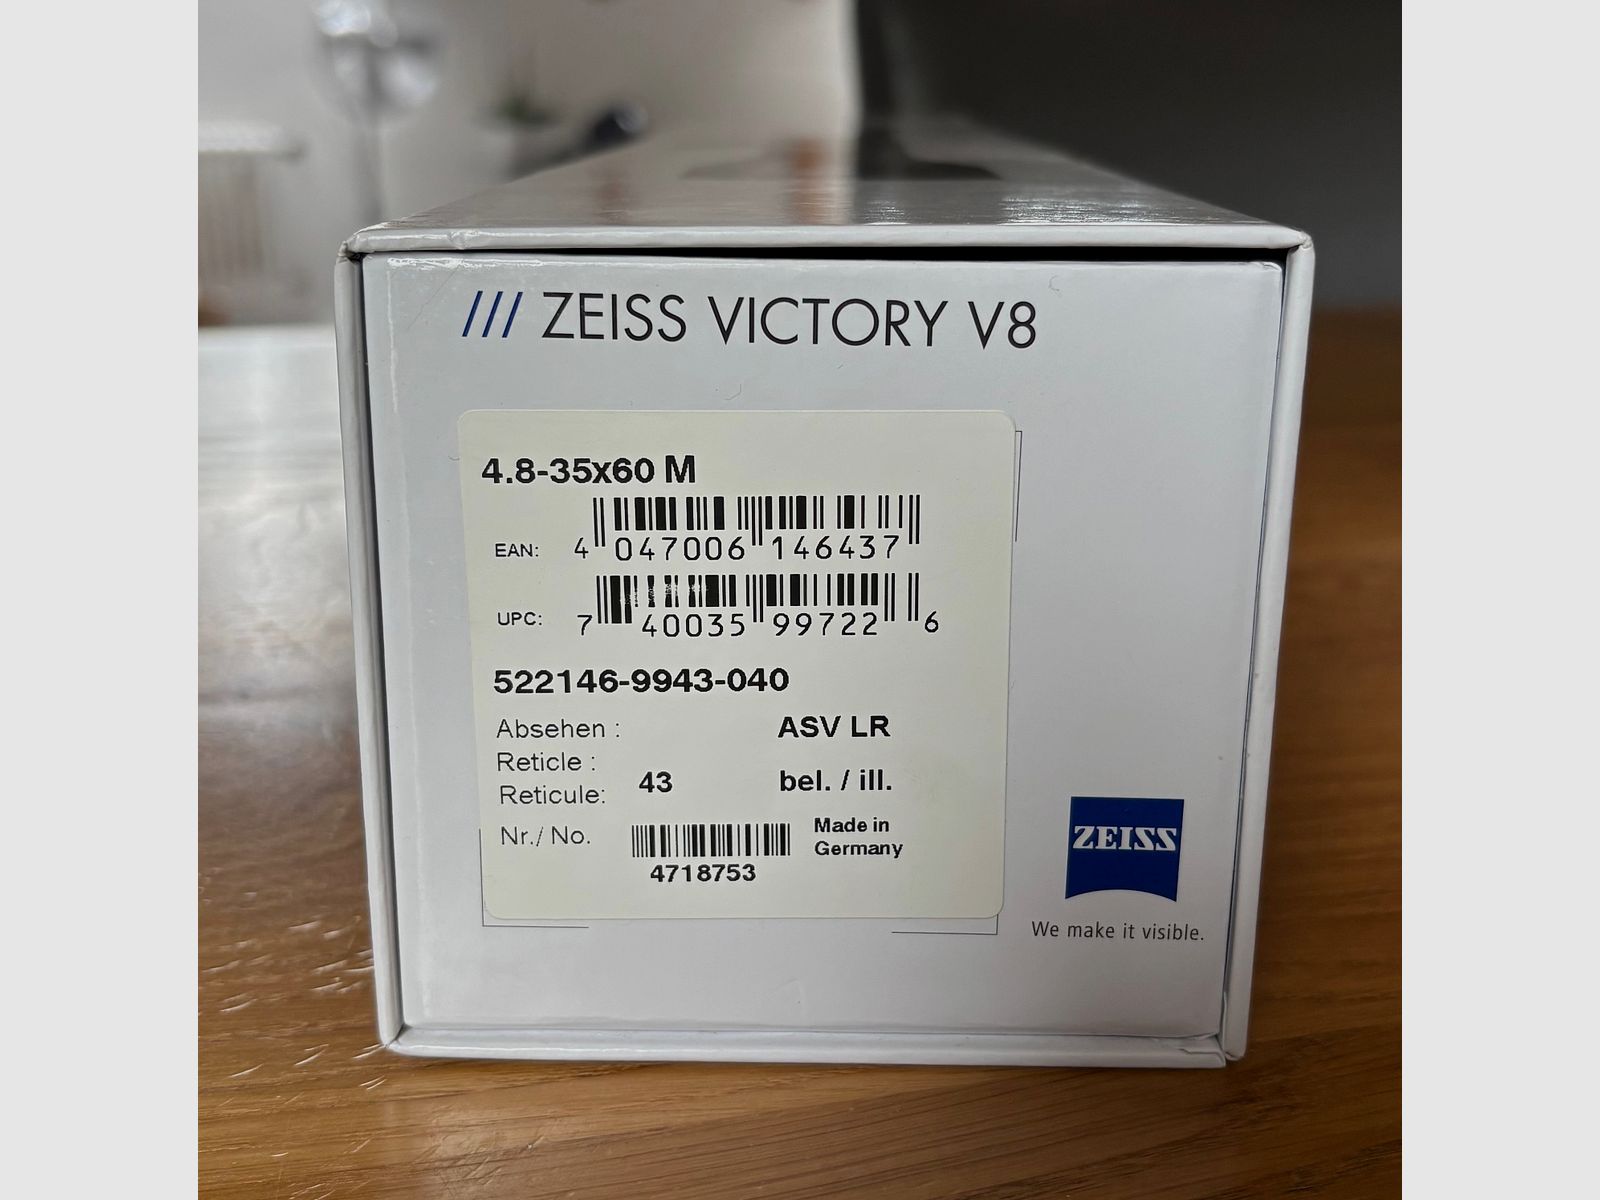 /// ZEISS VICTORY V8
4.8-35x60 M
EAN: 4 047006 146437
UPC: 7 40035 99722 6
522146-9943-040
Absehen : ASV LR
Reticle :
Reticule: 43 bel. / ill.
Nr./ No. Made in
Germany
4718753
ZEISS
We make it visible.